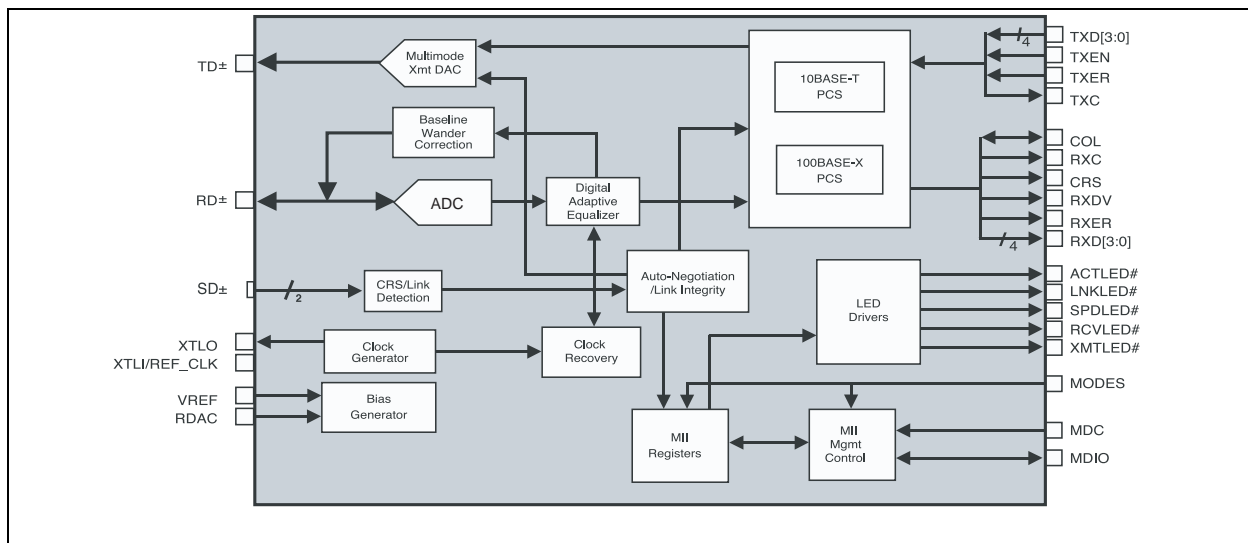 TD±
Multimode
Xmt DAC
10BASE-T
PCS
TXD[3:0]
4
TXEN
TXER
TXC
Baseline
Wander
Correction
100BASE-X
PCS
COL
RXC
CRS
RXDV
RXER
RXD[3:0]
4
RD±
ADC
Digital
Adaptive
Equalizer
SD±
2
CRS/Link
Detection
Auto-Negotiation
/Link Integrity
LED
Drivers
ACTLED#
LNKLED#
SPDLED#
RCVLED#
XMTLED#
XTLO
XTLI/REF_CLK
Clock
Generator
Clock
Recovery
VREF
RDAC
Bias
Generator
MODES
MII
Registers
MII
Mgmt
Control
MDC
MDIO